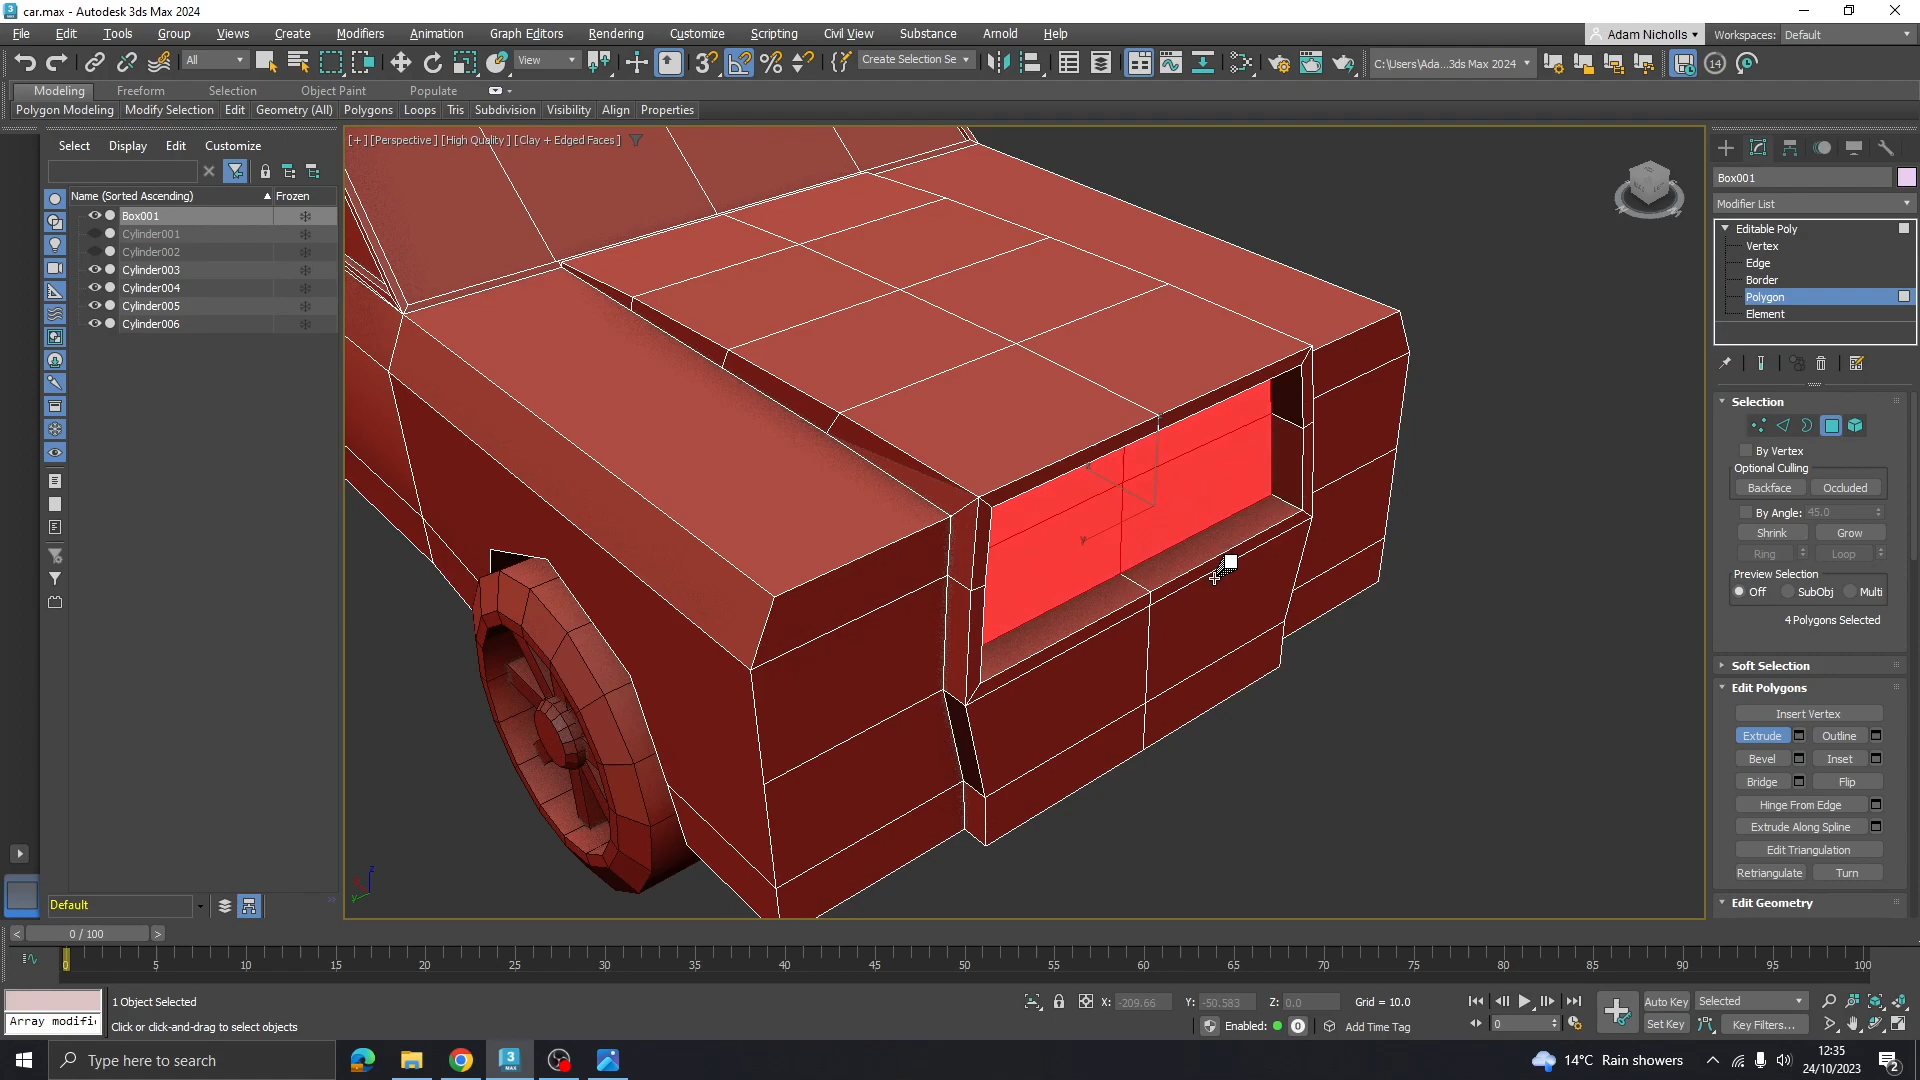 car.max - Autodesk 3ds Max 2024
File Edit Tools Group Views Create Modifiers Animation Graph Editors Rendering Customize Scripting Civil View Substance Arnold Help
Adam Nicholls Workspaces: Default
All View Create Selection Se C:\Users\Ada...3ds Max 2024 14
Modeling Freeform Selection Object Paint Populate
Polygon Modeling Modify Selection Edit Geometry (All) Polygons Loops Tris Subdivision Visibility Align Properties
Select Display Edit Customize
[+] [Perspective] [High Quality] [Clay + Edged Faces]
Name (Sorted Ascending) Frozen
Box001
Cylinder001
Cylinder002
Cylinder003
Cylinder004
Cylinder005
Cylinder006
Box001
Modifier List
Editable Poly
Vertex
Edge
Border
Polygon
Element
Selection
By Vertex
Optional Culling
Backface Occluded
By Angle: 45.0
Shrink Grow
Ring Loop
Preview Selection
Off SubObj Multi
4 Polygons Selected
Soft Selection
Edit Polygons
Insert Vertex
Extrude Outline
Bevel Inset
Bridge Flip
Hinge From Edge
Extrude Along Spline
Edit Triangulation
Retriangulate Turn
Edit Geometry
y
z
y
Default
< 0 / 100 >
0 5 10 15 20 25 30 35 40 45 50 55 60 65 70 75 80 85 90 95 100
1 Object Selected
Array modifi
Click or click-and-drag to select objects
X: -209.66 Y: -50.583 Z: 0.0 Grid = 10.0
Enabled: 0 Add Time Tag
0
Auto Key Selected
Set Key Key Filters...
Type here to search
3
MAX
14°C Rain showers
12:35
24/10/2023
2